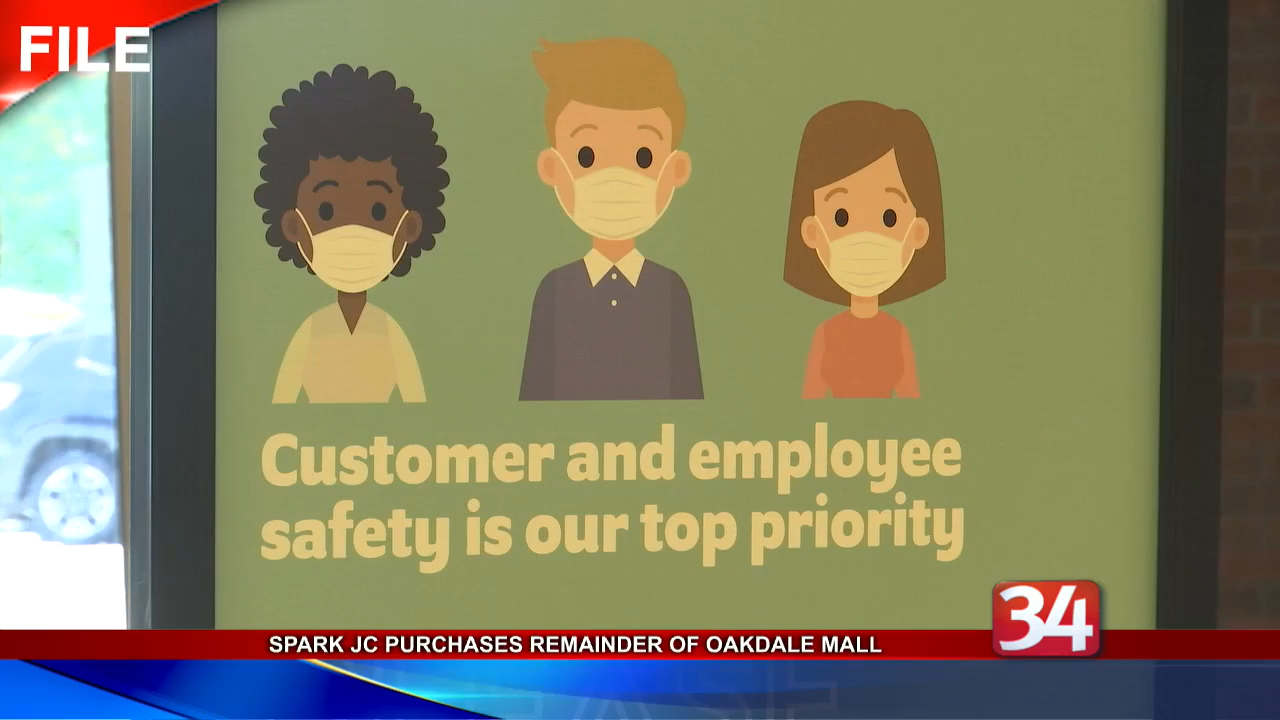 FILE
Customer and employee
safety is our top priority
34
SPARK JC PURCHASES REMAINDER OF OAKDALE MALL